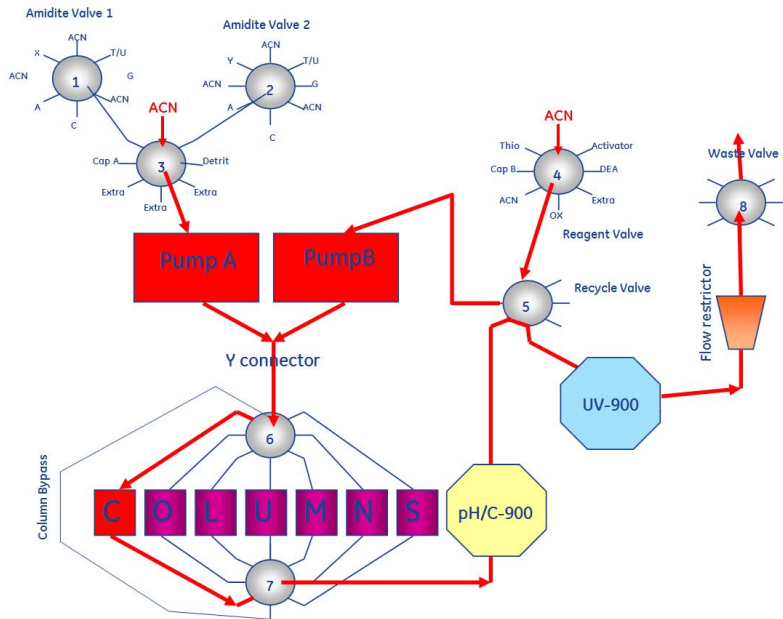 Amidite Valve 1
ACN
X
T/U
ACN
1
G
A
ACN
C
Amidite Valve 2
ACN
Y
T/U
ACN
2
G
A
ACN
C
ACN
Cap A
3
Detrit
Extra
Extra
Extra
ACN
Thio
Activator
Cap B
4
DEA
ACN
Extra
OX
Reagent Valve
Waste Valve
8
Pump A
PumpB
5
Recycle Valve
Flow restrictor
Y connector
UV-900
6
Column Bypass
C O L U M N S
pH/C-900
7